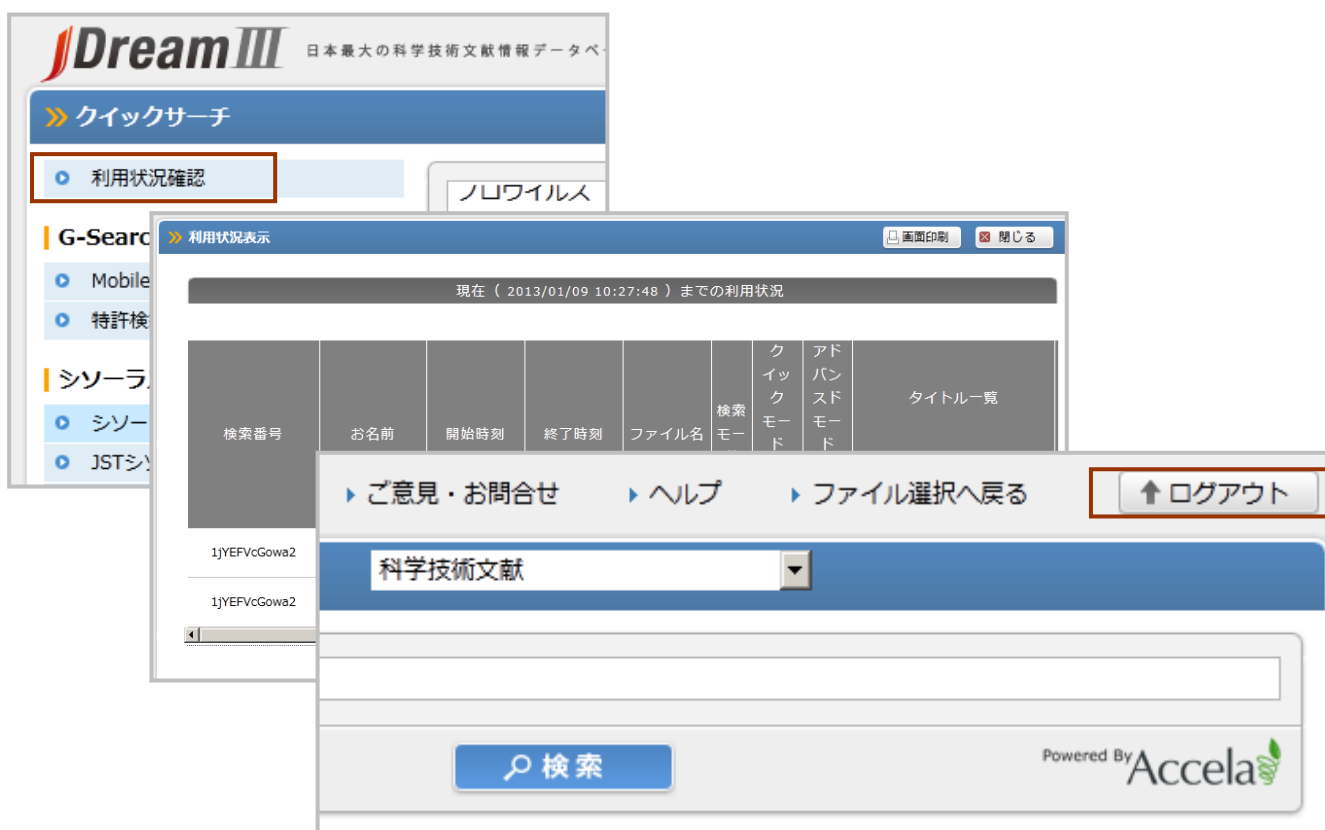 JDreamⅢ 日本最大の科学技術文献情報データベ
クイックサーチ
利用状況確認
ノロウイルス
G-Searc
Mobile
特許検
シソーラ
シソー
JSTシソ
利用状況表示 画面印刷 閉じる
現在（ 2013/01/09 10:27:48 ）までの利用状況
検索番号 お名前 開始時刻 終了時刻 ファイル名 検索モー クイックモード アドバンスドモード タイトル一覧
1jYEFVcGowa2
1jYEFVcGowa2
ご意見・お問合せ ヘルプ ファイル選択へ戻る ログアウト
科学技術文献
検索
Powered By Accela